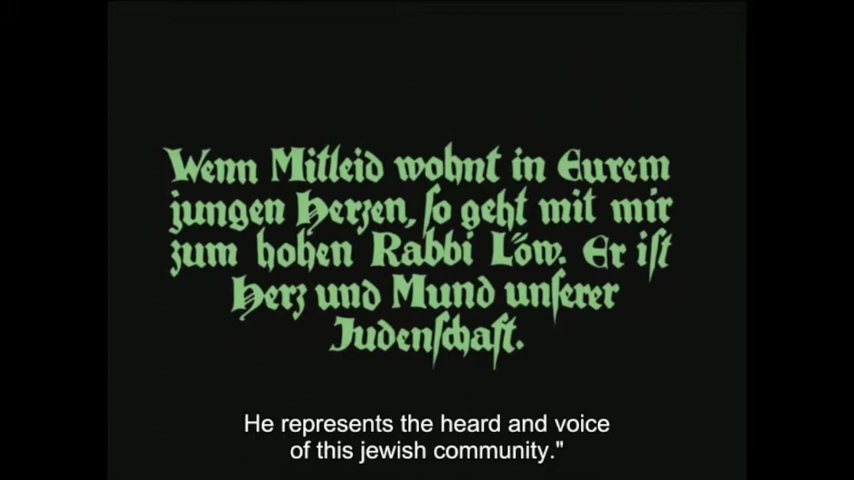 Wenn Mitleid wohnt in Eurem
jungen Herzen, so geht mit mir
zum hohen Rabbi Löw. Er ist
Herz und Mund unserer
Judenschaft.
He represents the heard and voice
of this jewish community."